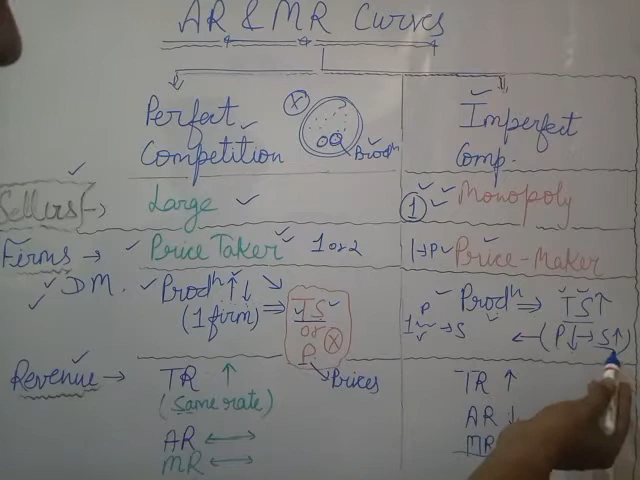 AR & MR Curves
Perfect Competition
Prodⁿ
Imperfect Comp.
Sellers → Large ✓ ① Monopoly
Firms → ✓ Price Taker ✓ 1 or 2 1→P Price-Maker
DM. ✓ Prodⁿ ↑↓
(1 firm) ⇒ TS
or
P ⓧ
Prices
Prodⁿ ⇒ TS ↑
P
1 → S ← (P↓→ S↑)
Revenue → TR ↑ TR ↑
(Same rate)
AR ↔ AR ↓
MR ↔ MR